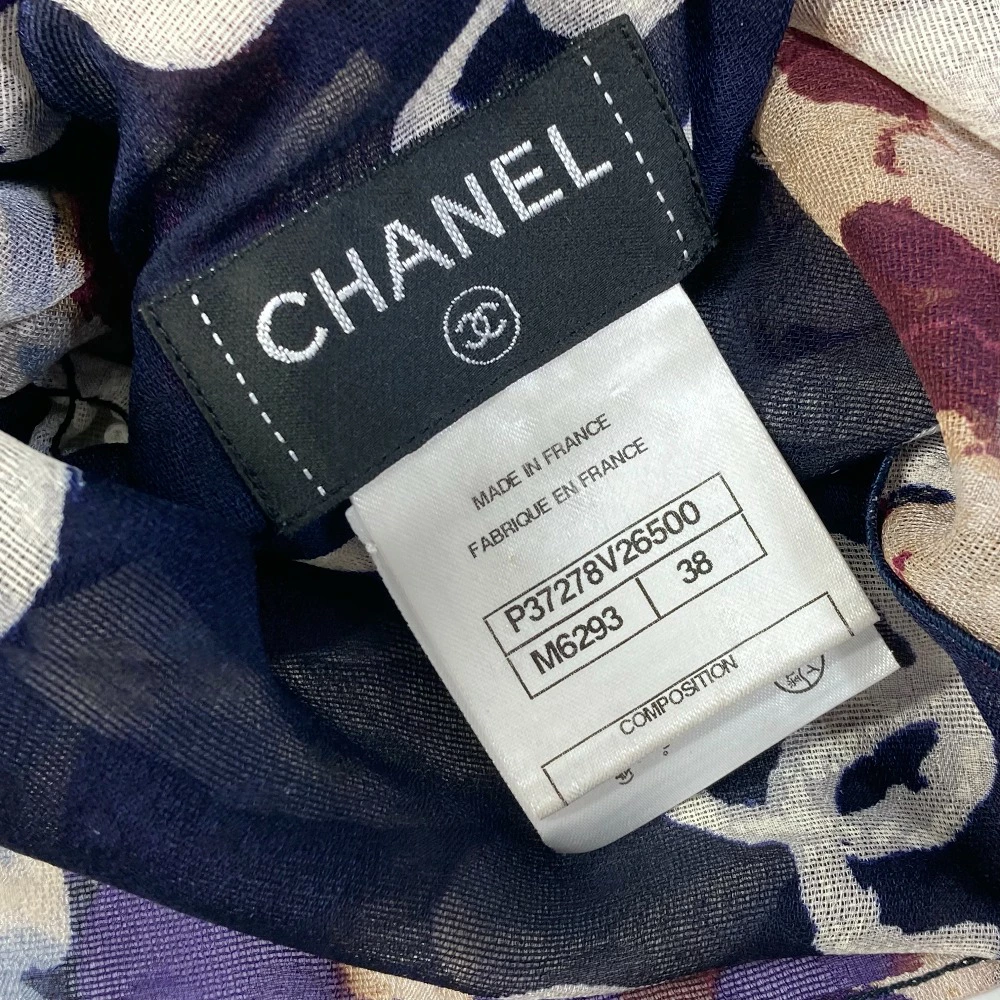 CHANEL
MADE IN FRANCE
FABRIQUE EN FRANCE
P37278V26500
M6293 38
COMPOSITION